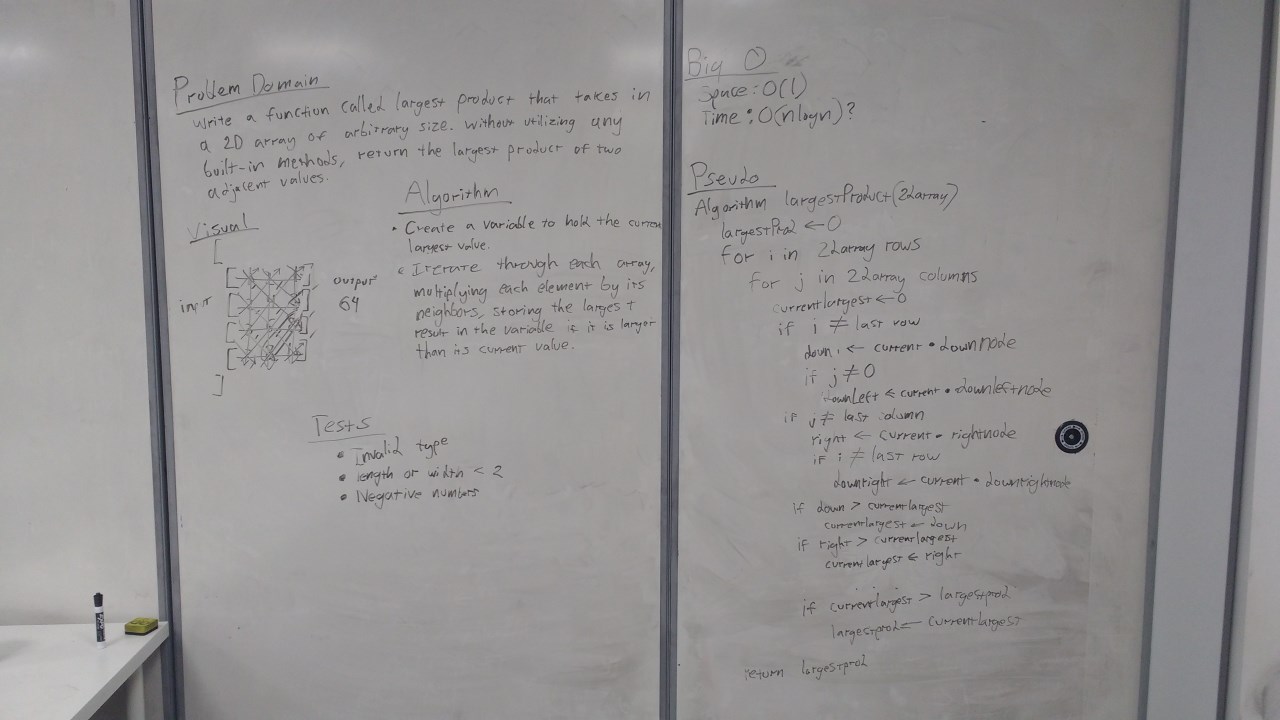 Problem Domain
Write a function called largest product that takes in
a 2D array of arbitrary size. Without utilizing any
built-in methods, return the largest product of two
adjacent values.
Visual
[
input
]
output
64
Algorithm
• Create a variable to hold the current
largest value.
• Iterate through each array,
multiplying each element by its
neighbors, storing the largest
result in the variable if it is larger
than its current value.
Tests
• Invalid type
• length or width < 2
• Negative numbers
Big O
Space: O(1)
Time: O(nlogn)?
Pseudo
Algorithm largestProduct(2darray)
largestProd ← 0
for i in 2darray rows
for j in 2darray columns
currentlargest ← 0
if i ≠ last row
down ← current • downnode
if j ≠ 0
downLeft ← current • downleftnode
if j ≠ last column
right ← current • rightnode
if i ≠ last row
downright ← current • downrightnode
if down > currentlargest
currentlargest ← down
if right > currentlargest
currentlargest ← right
if currentlargest > largestprod
largestprod ← currentlargest
return largestprod